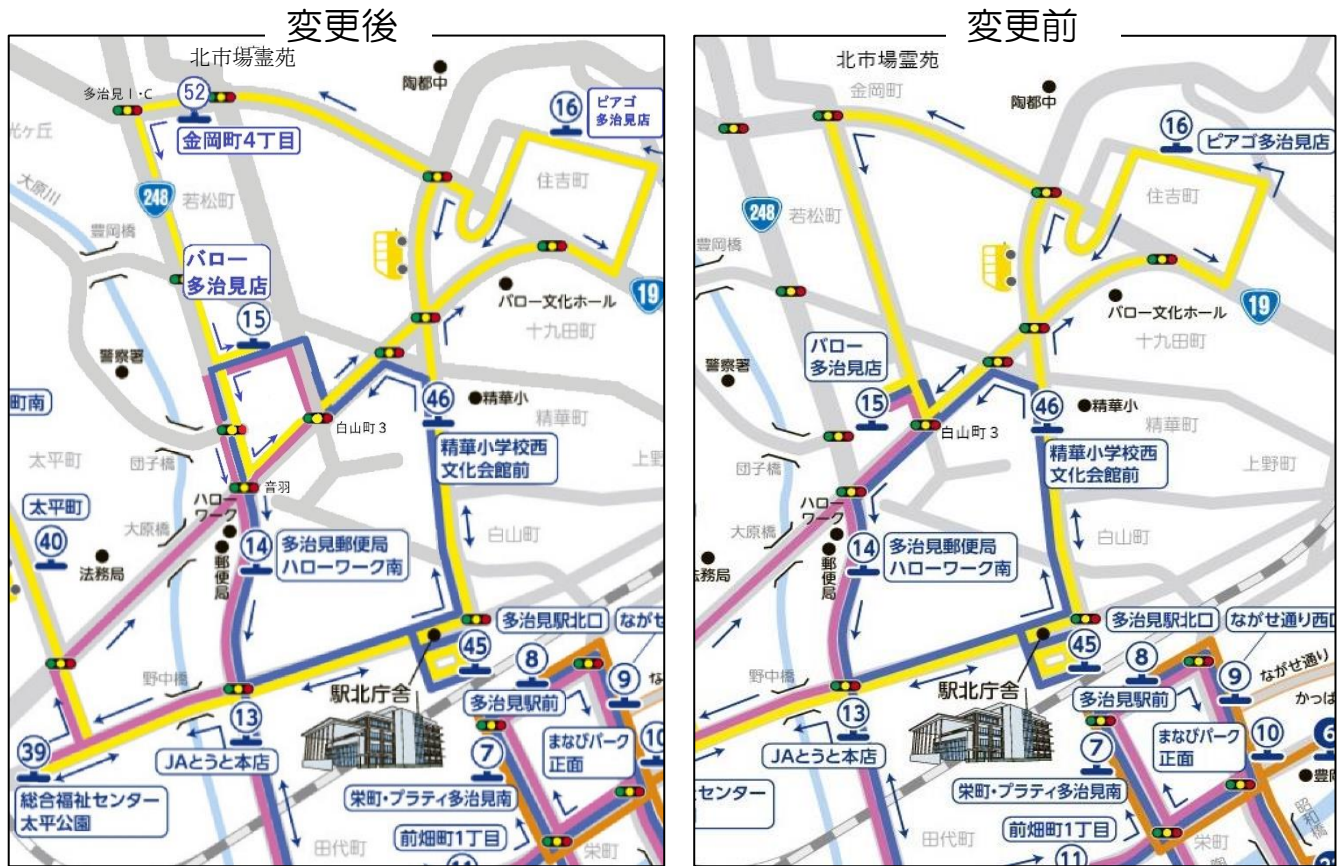 変更後
北市場霊苑
陶都中
多治見I・C
52
金岡町4丁目
16
ピアゴ
多治見店
光ヶ丘
大原川
248
若松町
住吉町
豊岡橋
バロー
多治見店
15
バロー文化ホール
19
十九田町
警察署
46
精華小
町南
白山町3
精華町
太平町
団子橋
精華小学校西
文化会館前
上野
音羽
太平町
40
ハロー
ワーク
大原橋
白山町
法務局
郵便局
14
多治見郵便局
ハローワーク南
多治見駅北口
ながせ
45
8
野中橋
駅北庁舎
多治見駅前
9
39
13
JAとうと本店
7
まなびパーク
正面
10
総合福祉センター
太平公園
栄町・プラティ多治見南
前畑町1丁目
田代町
栄町
変更前
北市場霊苑
金岡町
陶都中
16
ピアゴ多治見店
248
若松町
住吉町
豊岡橋
バロー文化ホール
19
十九田町
バロー
多治見店
警察署
15
46
精華小
白山町3
精華町
団子橋
精華小学校西
文化会館前
上野町
ハロー
ワーク
大原橋
白山町
法務局
郵便局
14
多治見郵便局
ハローワーク南
多治見駅北口
ながせ通り西口
45
8
野中橋
駅北庁舎
多治見駅前
9
ながせ通り
かっぱ
13
JAとうと本店
7
まなびパーク
正面
10
センター
栄町・プラティ多治見南
前畑町1丁目
田代町
11
栄町
昭和橋